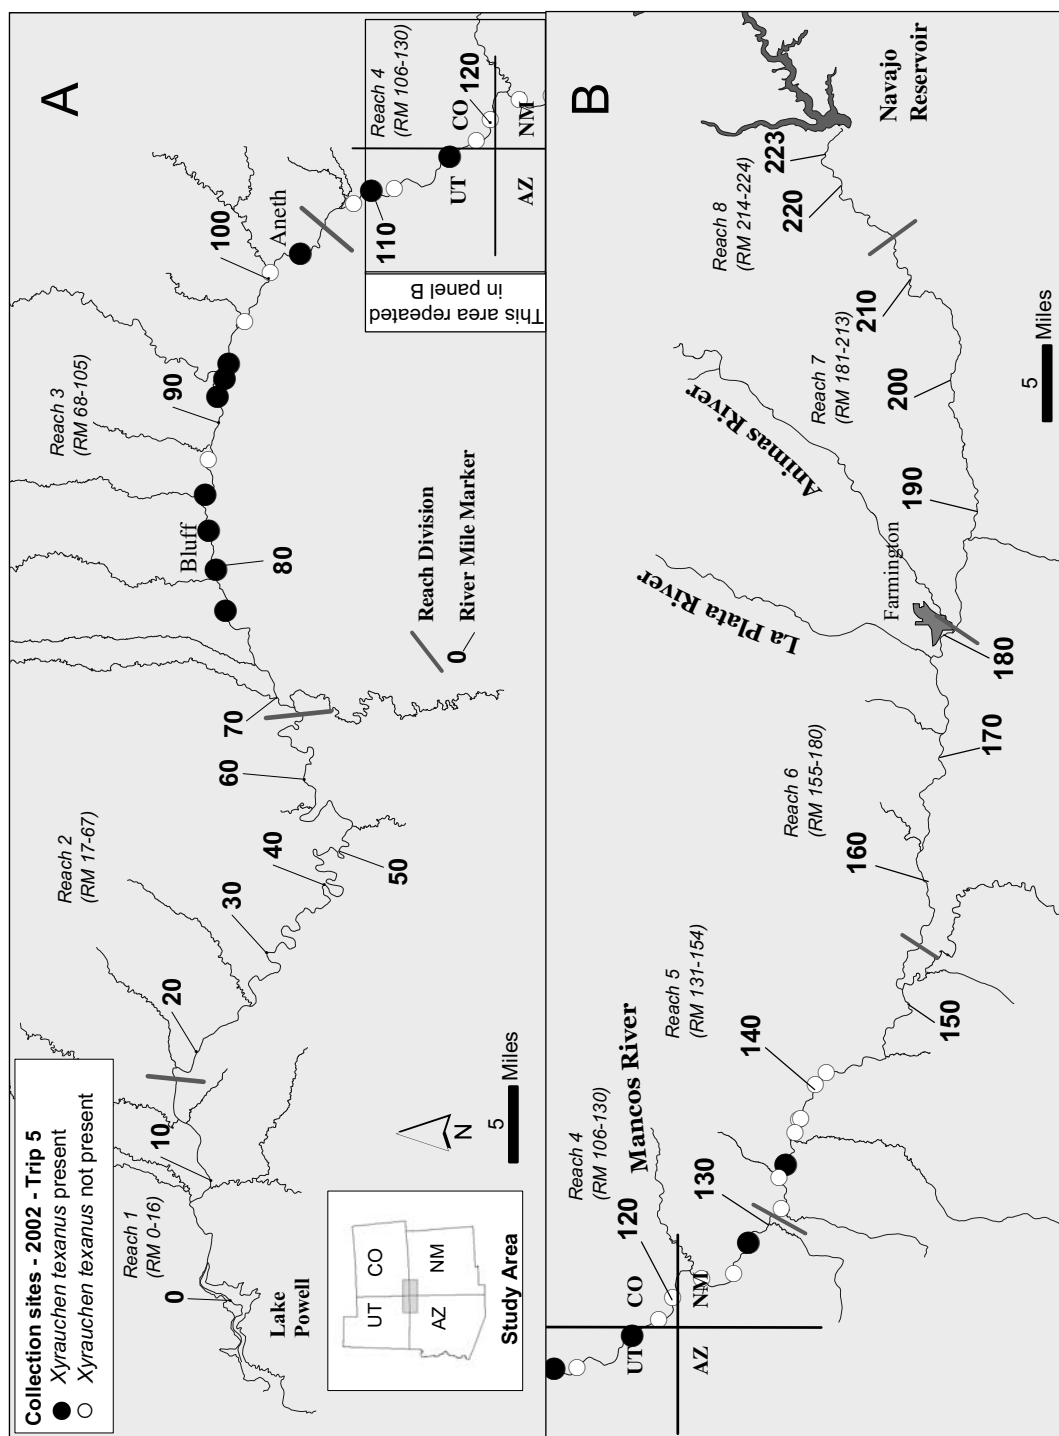 A
Collection sites - 2002 - Trip 5
Xyrauchen texanus present
Xyrauchen texanus not present
Reach 1
(RM 0-16)
Reach 2
(RM 17-67)
Reach 3
(RM 68-105)
Reach 4
(RM 106-130)
0
10
20
30
40
50
60
70
80
90
100
110
120
Lake
Powell
Bluff
Aneth
UT
CO
AZ
NM
This area repeated
in panel B
Reach Division
0
River Mile Marker
N
5
Miles
UT
CO
AZ
NM
Study Area
B
Reach 4
(RM 106-130)
Reach 5
(RM 131-154)
Reach 6
(RM 155-180)
Reach 7
(RM 181-213)
Reach 8
(RM 214-224)
UT
CO
AZ
NM
120
130
140
150
160
170
180
190
200
210
220
223
Mancos River
La Plata River
Animas River
Farmington
Navajo
Reservoir
5
Miles